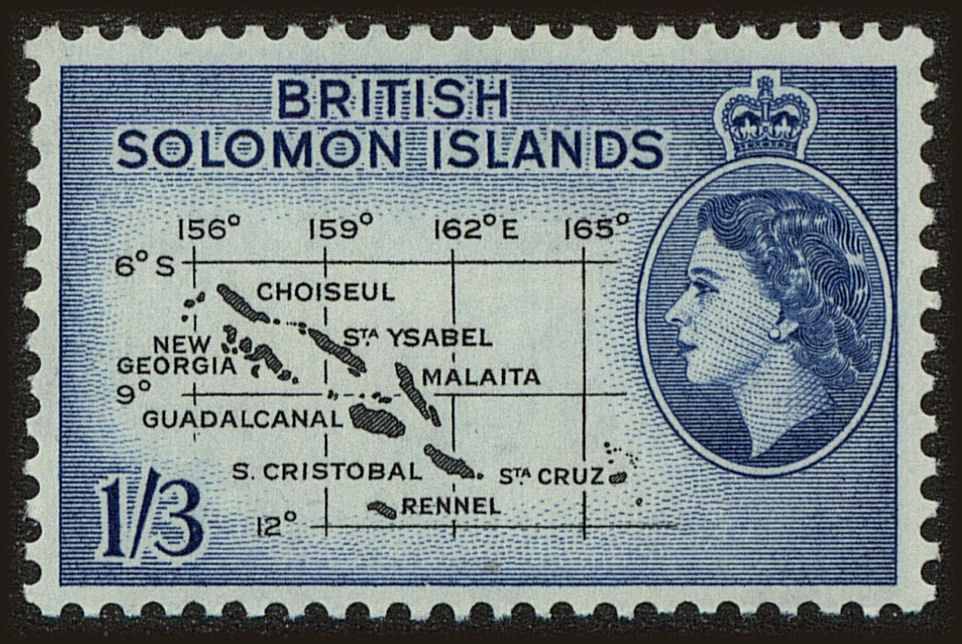 BRITISH
SOLOMON ISLANDS
156° 159° 162° E 165°
6° S
CHOISEUL
STA YSABEL
NEW
GEORGIA
MALAITA
9°
GUADALCANAL
S. CRISTOBAL
STA CRUZ
RENNEL
12°
1/3